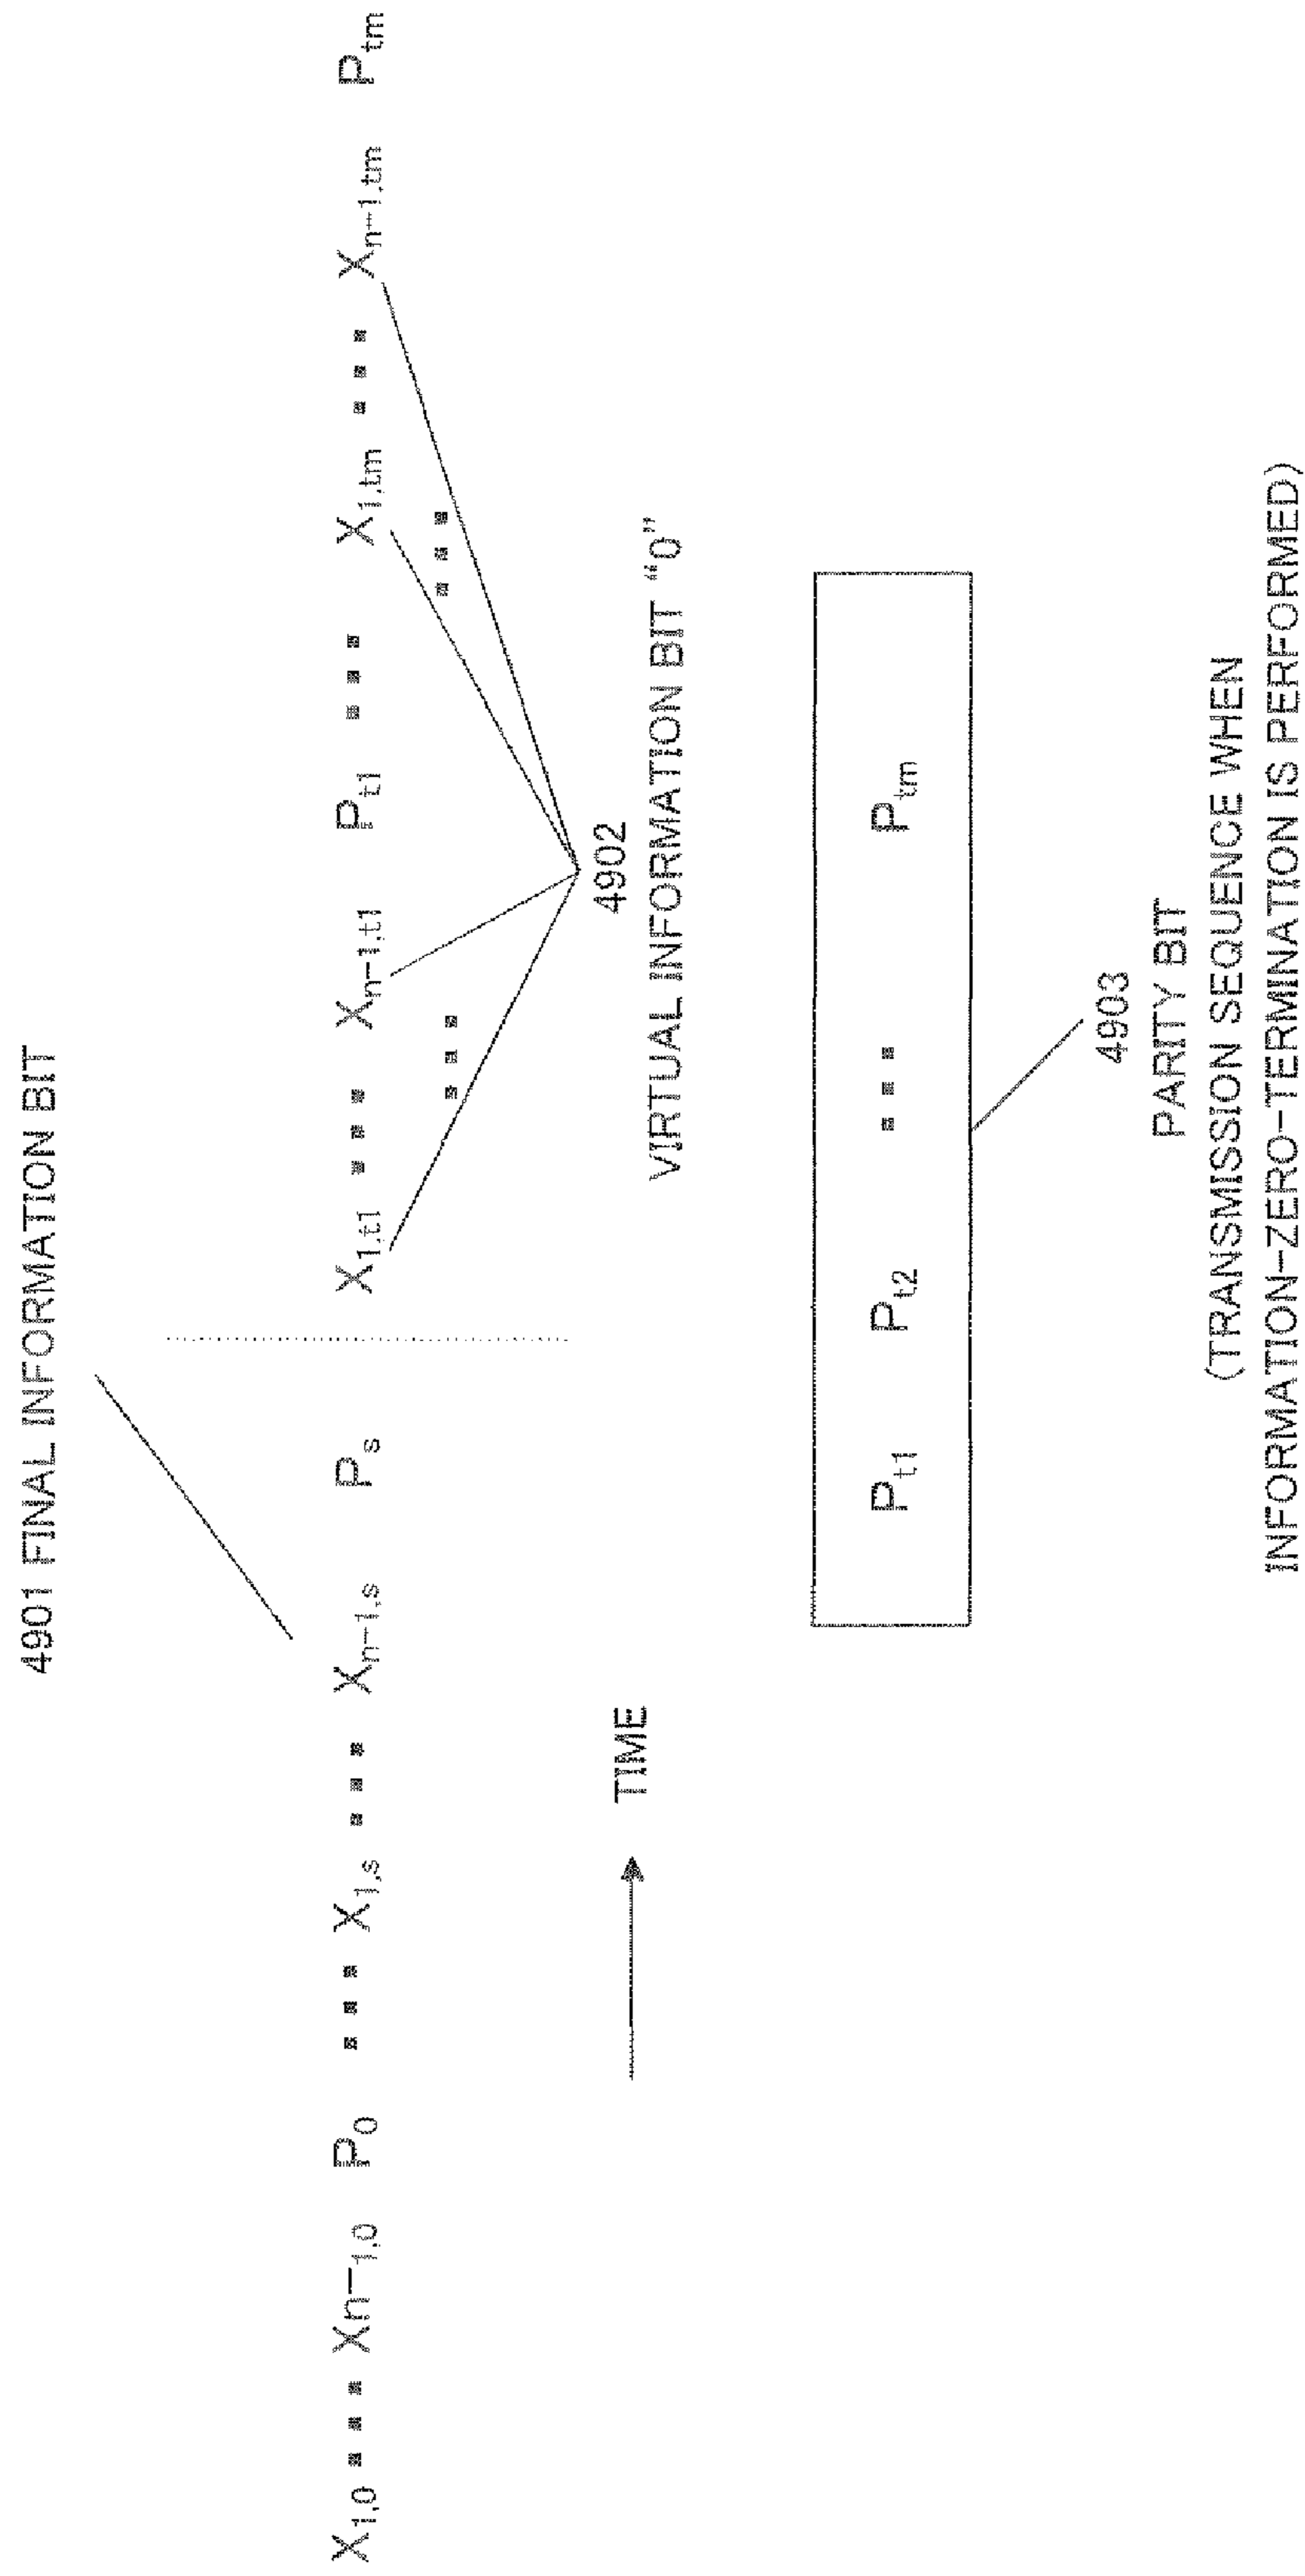 4901 FINAL INFORMATION BIT
X1,0 ▪ ▪ ▪ Xn-1,0 P0 ▪ ▪ ▪ X1,s ▪ ▪ ▪ Xn-1,s Ps X1,t1 ▪ ▪ ▪ Xn-1,t1 Pt1 ▪ ▪ ▪ X1,tm ▪ ▪ ▪ Xn-1,tm Ptm
▪ ▪ ▪ ▪ ▪ ▪
4902
TIME
VIRTUAL INFORMATION BIT “0”
Pt1 Pt2 ▪ ▪ ▪ Ptm
4903
PARITY BIT
(TRANSMISSION SEQUENCE WHEN
INFORMATION-ZERO-TERMINATION IS PERFORMED)